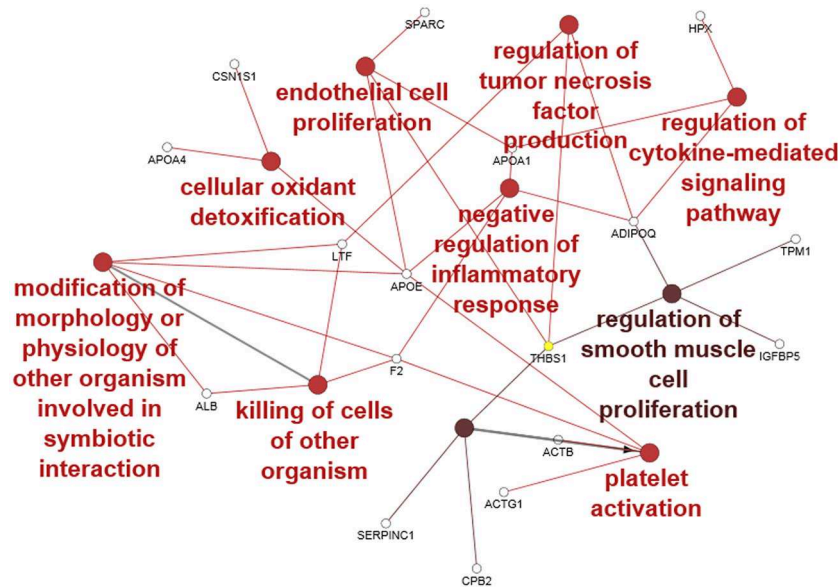 SPARC
HPX
CSN1S1
regulation of
tumor necrosis
factor
production
endothelial cell
proliferation
regulation of
cytokine-mediated
signaling
pathway
APOA4
APOA1
cellular oxidant
detoxification
negative
regulation of
inflammatory
response
ADIPOQ
LTF
TPM1
APOE
modification of
morphology or
physiology of
other organism
involved in
symbiotic
interaction
regulation of
smooth muscle
cell
proliferation
THBS1
IGFBP5
F2
ALB
killing of cells
of other
organism
ACTB
platelet
activation
ACTG1
SERPINC1
CPB2